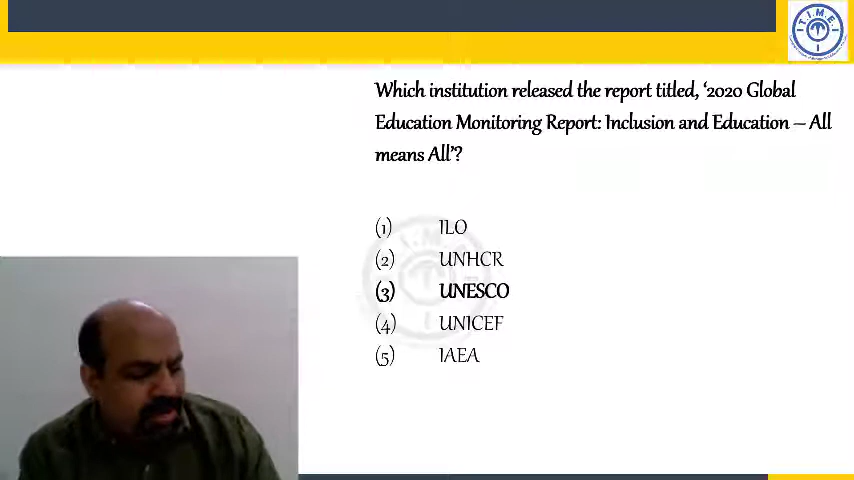 I.T.I.M.E.I
Which institution released the report titled, ‘2020 Global
Education Monitoring Report: Inclusion and Education – All
means All’?
(1) ILO
(2) UNHCR
(3) UNESCO
(4) UNICEF
(5) IAEA